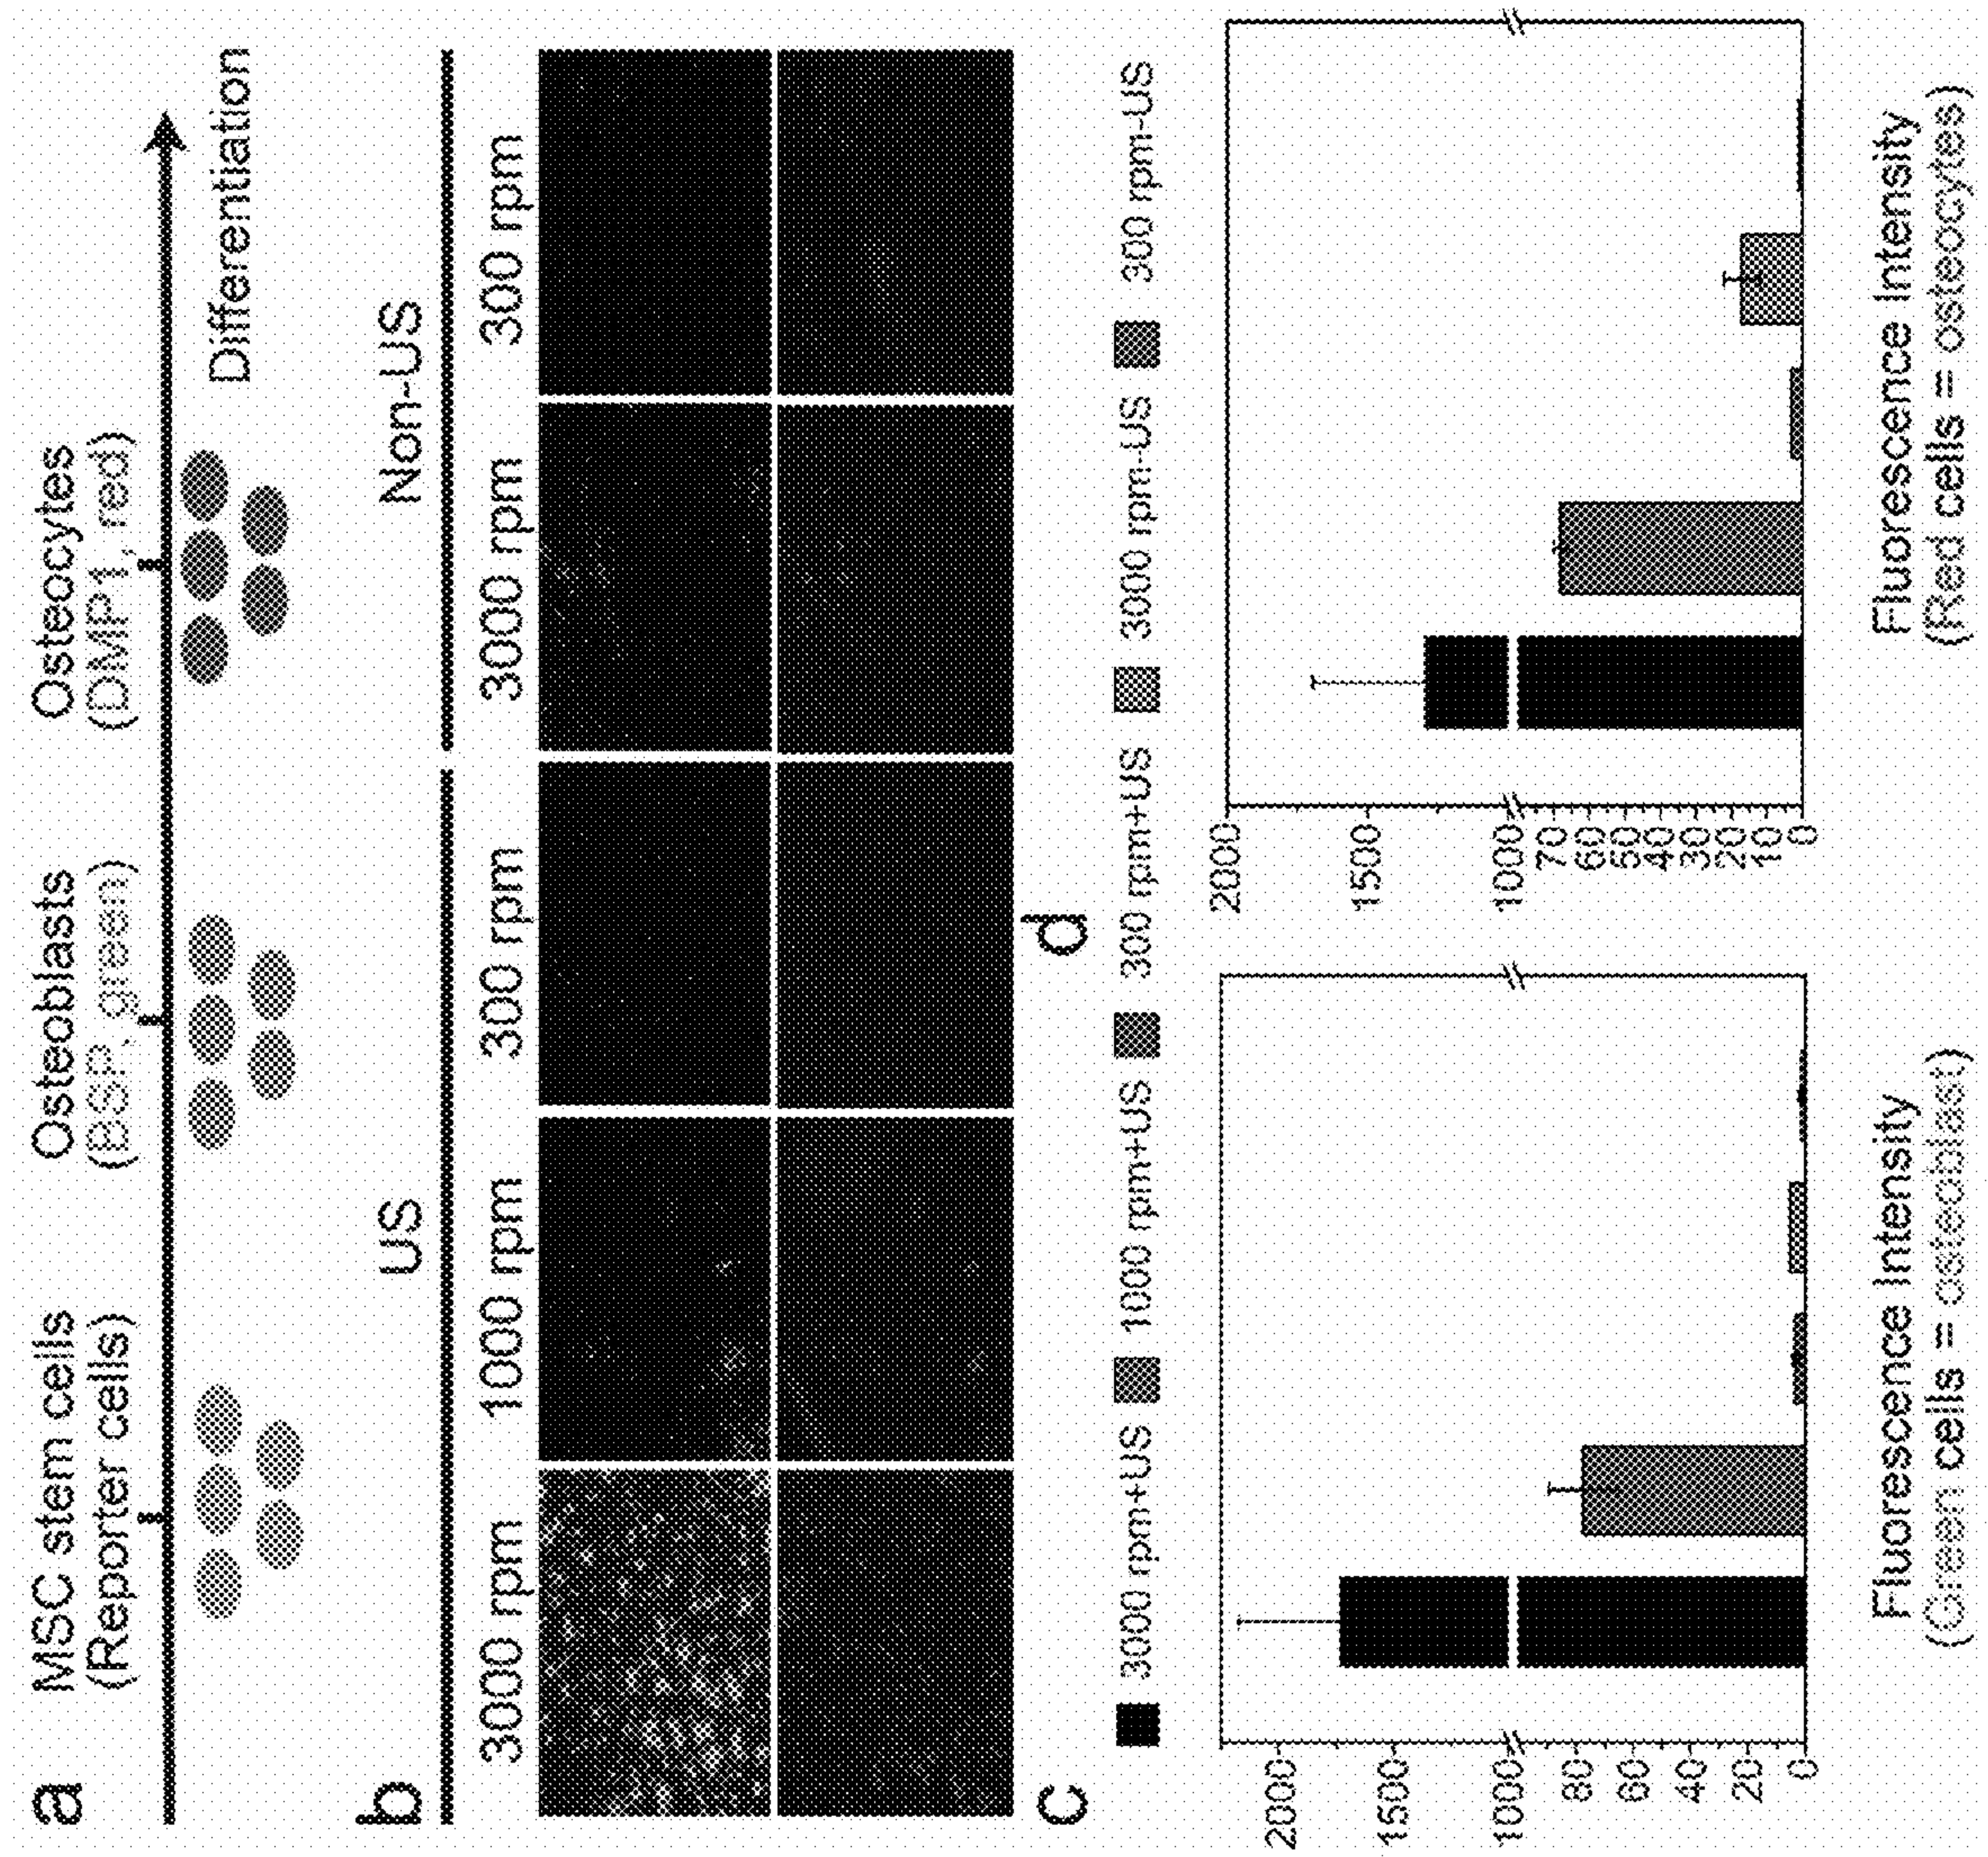 a
MSC stem cells
(Reporter cells)
Osteoblasts
(BSP, green)
Osteocytes
(DMP1, red)
Differentiation
b
US
Non-US
3000 rpm
1000 rpm
300 rpm
3000 rpm
300 rpm
c
d
3000 rpm+US
1000 rpm+US
300 rpm+US
3000 rpm-US
300 rpm-US
2000
1500
1000
80
60
40
20
0
Fluorescence Intensity
(Green cells = osteoblast)
2000
1500
1000
70
60
50
40
30
20
10
0
Fluorescence Intensity
(Red cells = osteocytes)